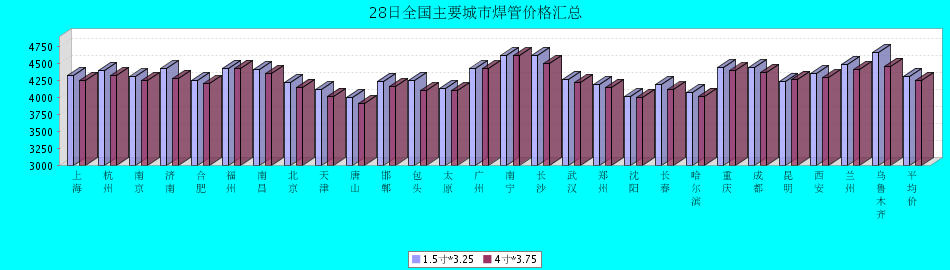 28日全国主要城市焊管价格汇总
4750
4500
4250
4000
3750
3500
3250
3000
上海
杭州
南京
济南
合肥
福州
南昌
北京
天津
唐山
邯郸
包头
太原
广州
南宁
长沙
武汉
郑州
沈阳
长春
哈尔滨
重庆
成都
昆明
西安
兰州
乌鲁木齐
平均价
1.5寸*3.25
4寸*3.75